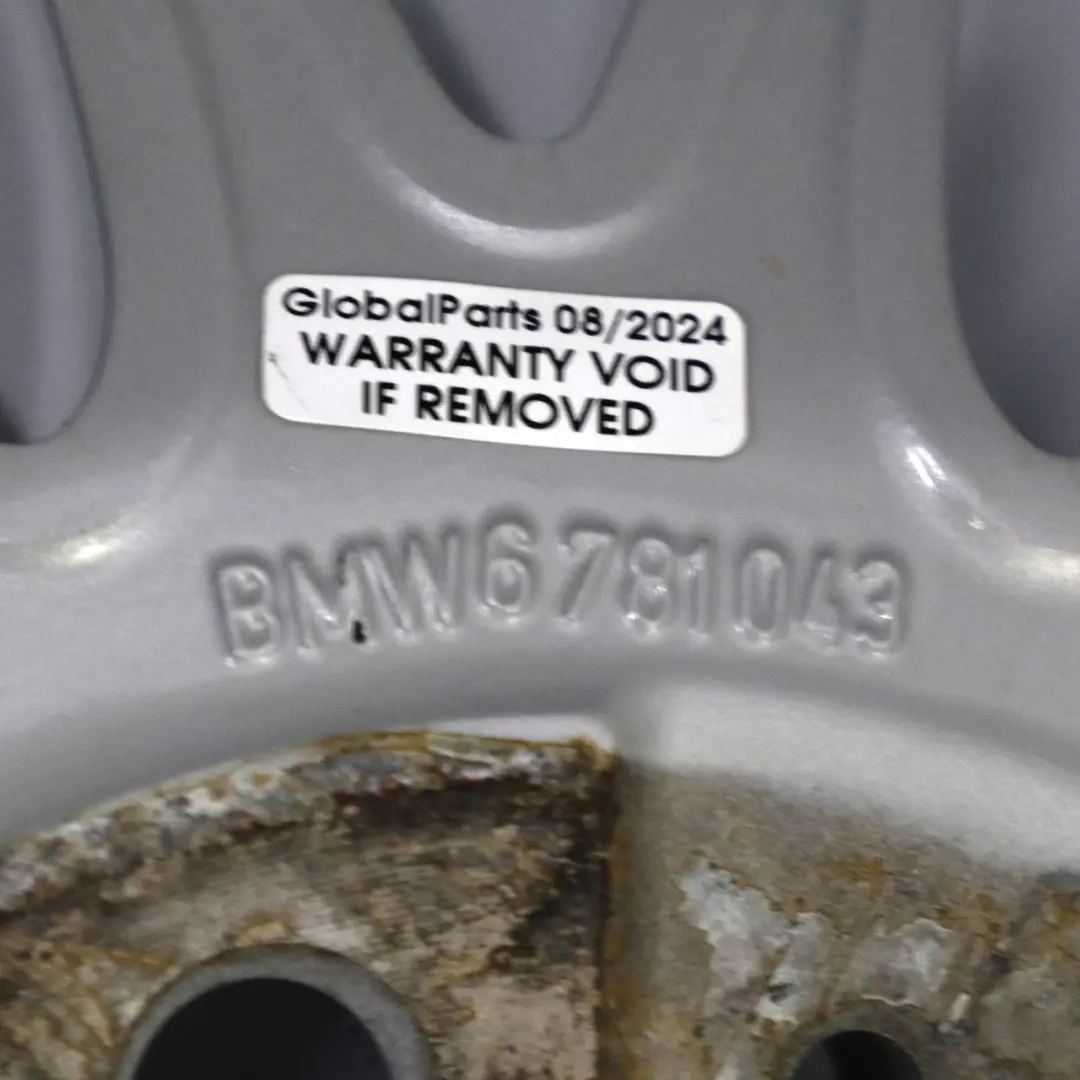 GlobalParts 08/2024
WARRANTY VOID
IF REMOVED
BMW6781043